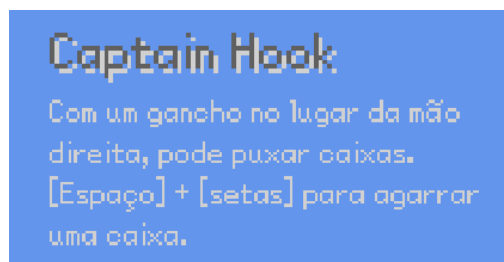 Captain Hook
Com um gancho no lugar da mão
direita, pode puxar caixas.
[Espaço] + [setas] para agarrar
uma caixa.